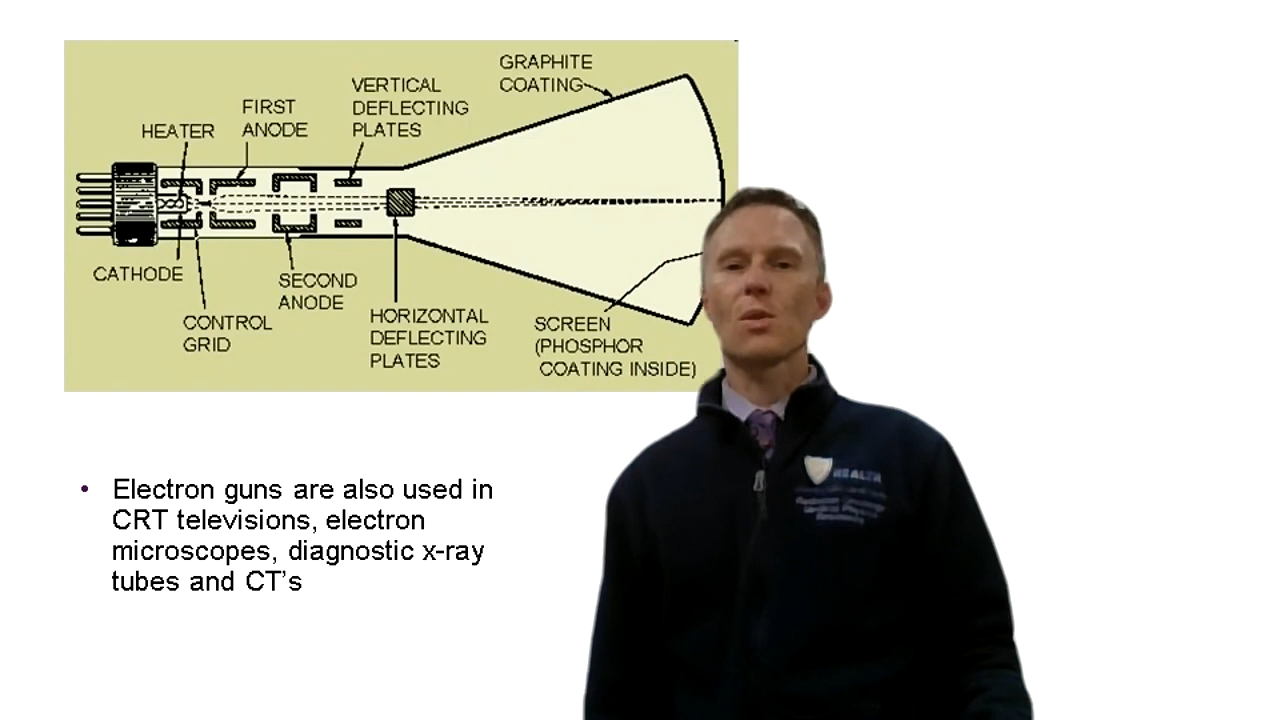 GRAPHITE
COATING
VERTICAL
DEFLECTING
PLATES
FIRST
ANODE
HEATER
CATHODE
SECOND
ANODE
CONTROL
GRID
HORIZONTAL
DEFLECTING
PLATES
SCREEN
(PHOSPHOR
COATING INSIDE)
• Electron guns are also used in
CRT televisions, electron
microscopes, diagnostic x-ray
tubes and CT's
HEALTH